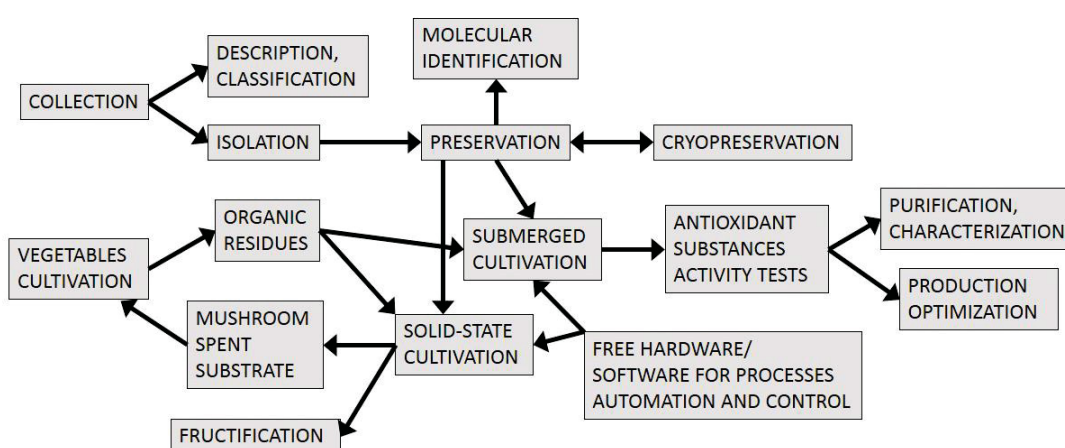 MOLECULAR
IDENTIFICATION
DESCRIPTION,
CLASSIFICATION
COLLECTION
ISOLATION
PRESERVATION
CRYOPRESERVATION
ORGANIC
RESIDUES
SUBMERGED
CULTIVATION
ANTIOXIDANT
SUBSTANCES
ACTIVITY TESTS
PURIFICATION,
CHARACTERIZATION
VEGETABLES
CULTIVATION
PRODUCTION
OPTIMIZATION
MUSHROOM
SPENT
SUBSTRATE
SOLID-STATE
CULTIVATION
FREE HARDWARE/
SOFTWARE FOR PROCESSES
AUTOMATION AND CONTROL
FRUCTIFICATION